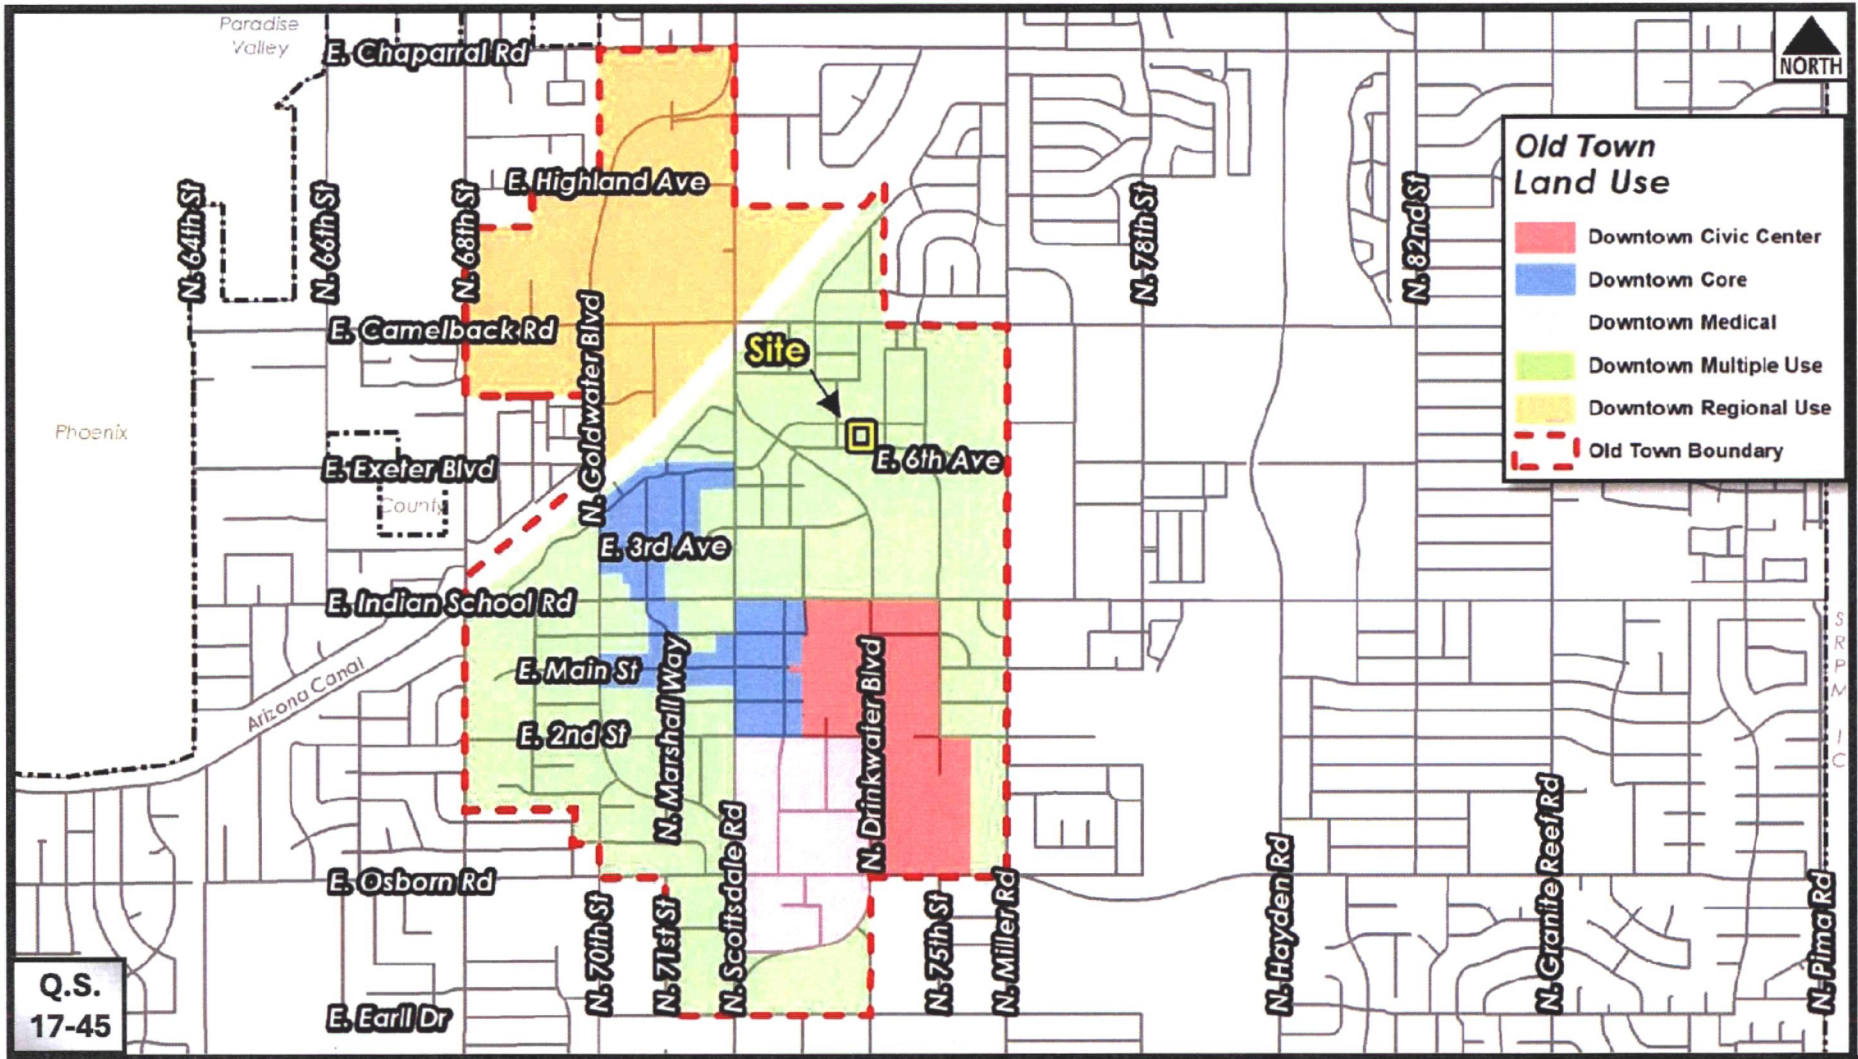 Paradise
Valley
E. Chaparral Rd
NORTH
Old Town
Land Use
Downtown Civic Center
Downtown Core
Downtown Medical
Downtown Multiple Use
Downtown Regional Use
Old Town Boundary
E. Highland Ave
N. 64th St
N. 66th St
N. 68th St
N. 78th St
N. 82nd St
E. Camelback Rd
N. Goldwater Blvd
Site
Phoenix
E. Exeter Blvd
E. 6th Ave
County
E. 3rd Ave
E. Indian School Rd
Arizona Canal
E. Main St
N. Marshall Way
N. Drinkwater Blvd
SRPMIC
E. 2nd St
E. Osborn Rd
N. 70th St
N. 71st St
N. Scottsdale Rd
N. 75th St
N. Miller Rd
N. Hayden Rd
N. Granite Reef Rd
N. Pima Rd
Q.S.
17-45
E. Earll Dr